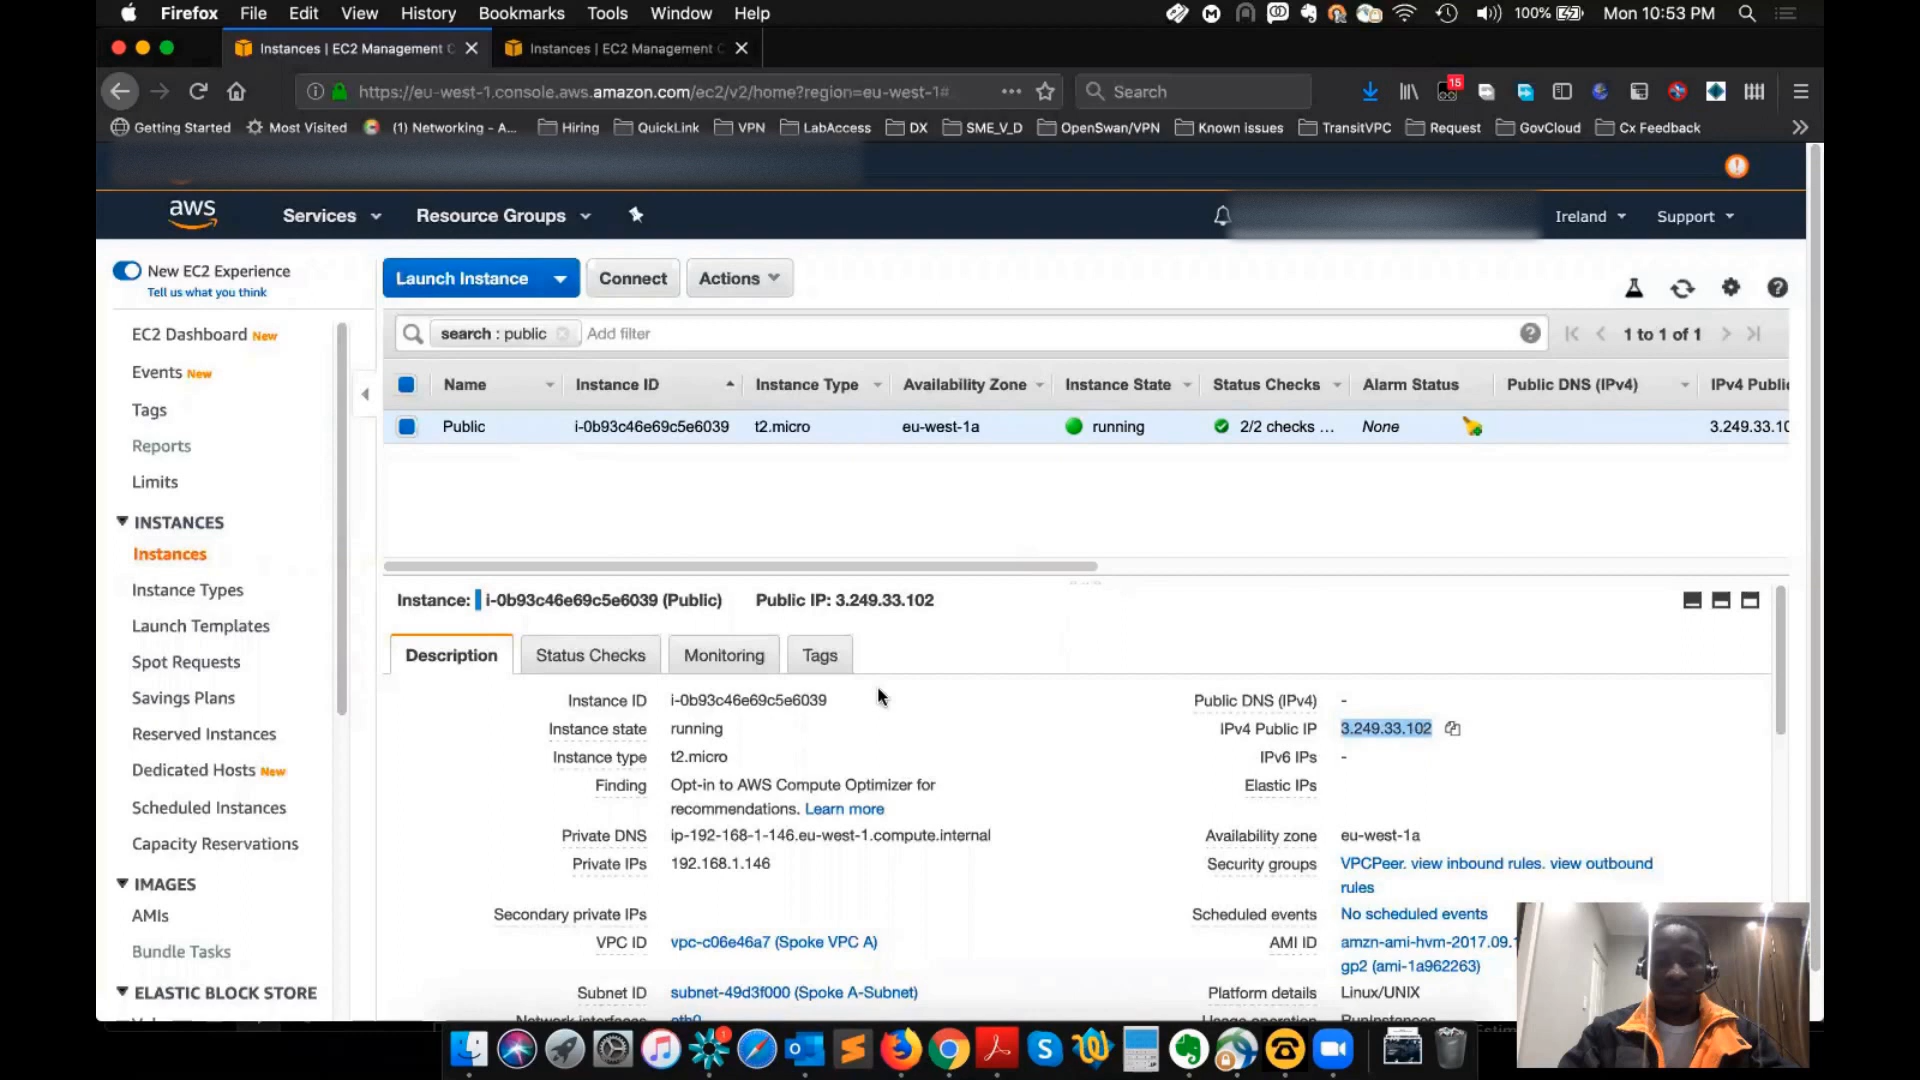 Firefox File Edit View History Bookmarks Tools Window Help 100% Mon 10:53 PM
Instances | EC2 Management C Instances | EC2 Management C
https://eu-west-1.console.aws.amazon.com/ec2/v2/home?region=eu-west-1# Search 15
Getting Started Most Visited (1) Networking - A... Hiring QuickLink VPN LabAccess DX SME_V_D OpenSwan/VPN Known issues TransitVPC Request GovCloud Cx Feedback
aws Services Resource Groups Ireland Support
New EC2 Experience
Tell us what you think
EC2 Dashboard New
Events New
Tags
Reports
Limits
INSTANCES
Instances
Instance Types
Launch Templates
Spot Requests
Savings Plans
Reserved Instances
Dedicated Hosts New
Scheduled Instances
Capacity Reservations
IMAGES
AMIs
Bundle Tasks
ELASTIC BLOCK STORE
Launch Instance Connect Actions
search : public Add filter 1 to 1 of 1
Name Instance ID Instance Type Availability Zone Instance State Status Checks Alarm Status Public DNS (IPv4) IPv4 Public
Public i-0b93c46e69c5e6039 t2.micro eu-west-1a running 2/2 checks ... None 3.249.33.10
Instance: i-0b93c46e69c5e6039 (Public) Public IP: 3.249.33.102
Description Status Checks Monitoring Tags
Instance ID i-0b93c46e69c5e6039 Public DNS (IPv4) -
Instance state running IPv4 Public IP 3.249.33.102
Instance type t2.micro IPv6 IPs -
Finding Opt-in to AWS Compute Optimizer for Elastic IPs
recommendations. Learn more
Private DNS ip-192-168-1-146.eu-west-1.compute.internal Availability zone eu-west-1a
Private IPs 192.168.1.146 Security groups VPCPeer. view inbound rules. view outbound
rules
Secondary private IPs Scheduled events No scheduled events
VPC ID vpc-c06e46a7 (Spoke VPC A) AMI ID amzn-ami-hvm-2017.09.1
gp2 (ami-1a962263)
Subnet ID subnet-49d3f000 (Spoke A-Subnet) Platform details Linux/UNIX
Network interfaces eth0